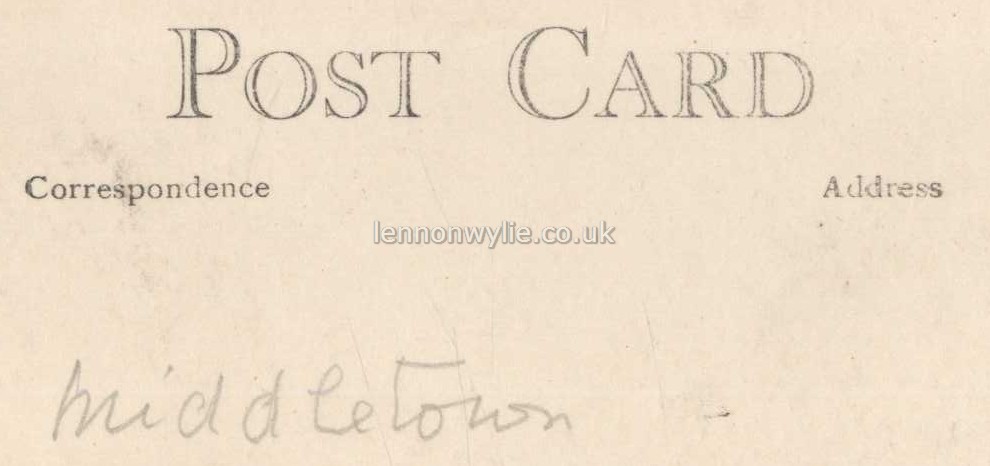 POST CARD
Correspondence Address
lennonwylie.co.uk
Middletown